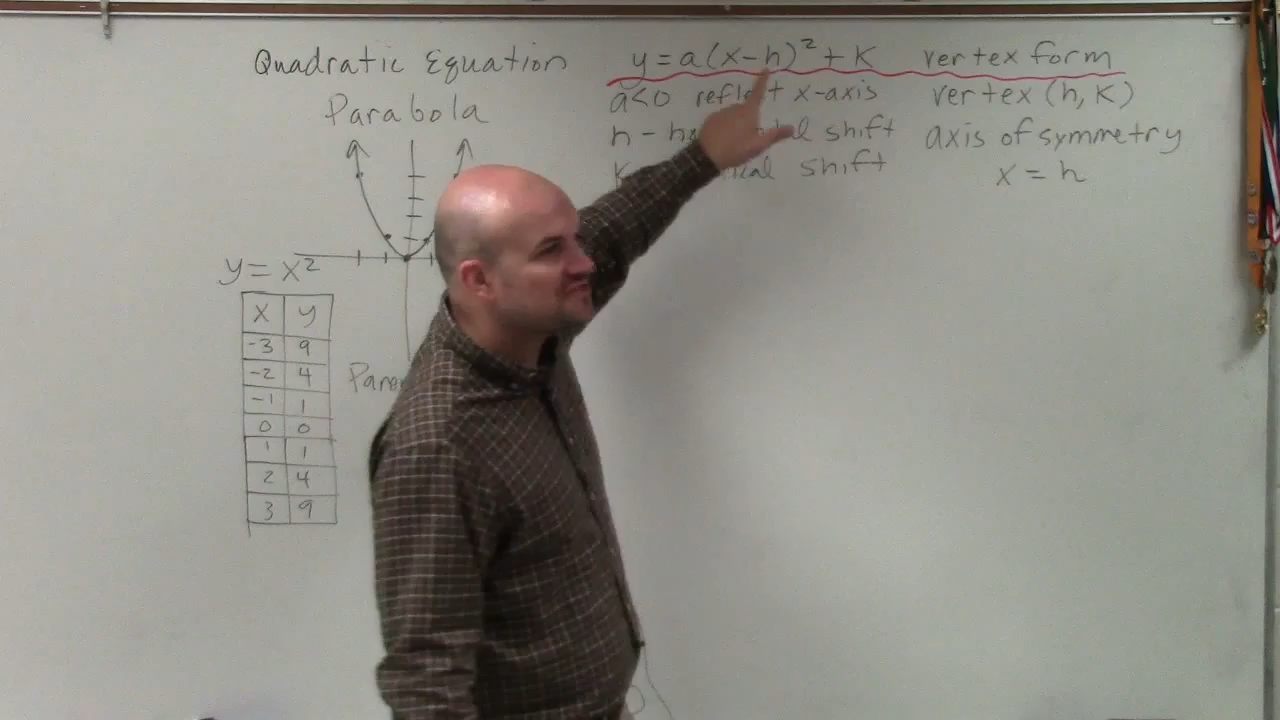 Quadratic Equation
Parabola
y = x²
x y
-3 9
-2 4
-1 1
0 0
1 1
2 4
3 9
y = a(x-h)² + K vertex form
a<0 x-axis vertex (h, K)
h - shift axis of symmetry
shift x = h